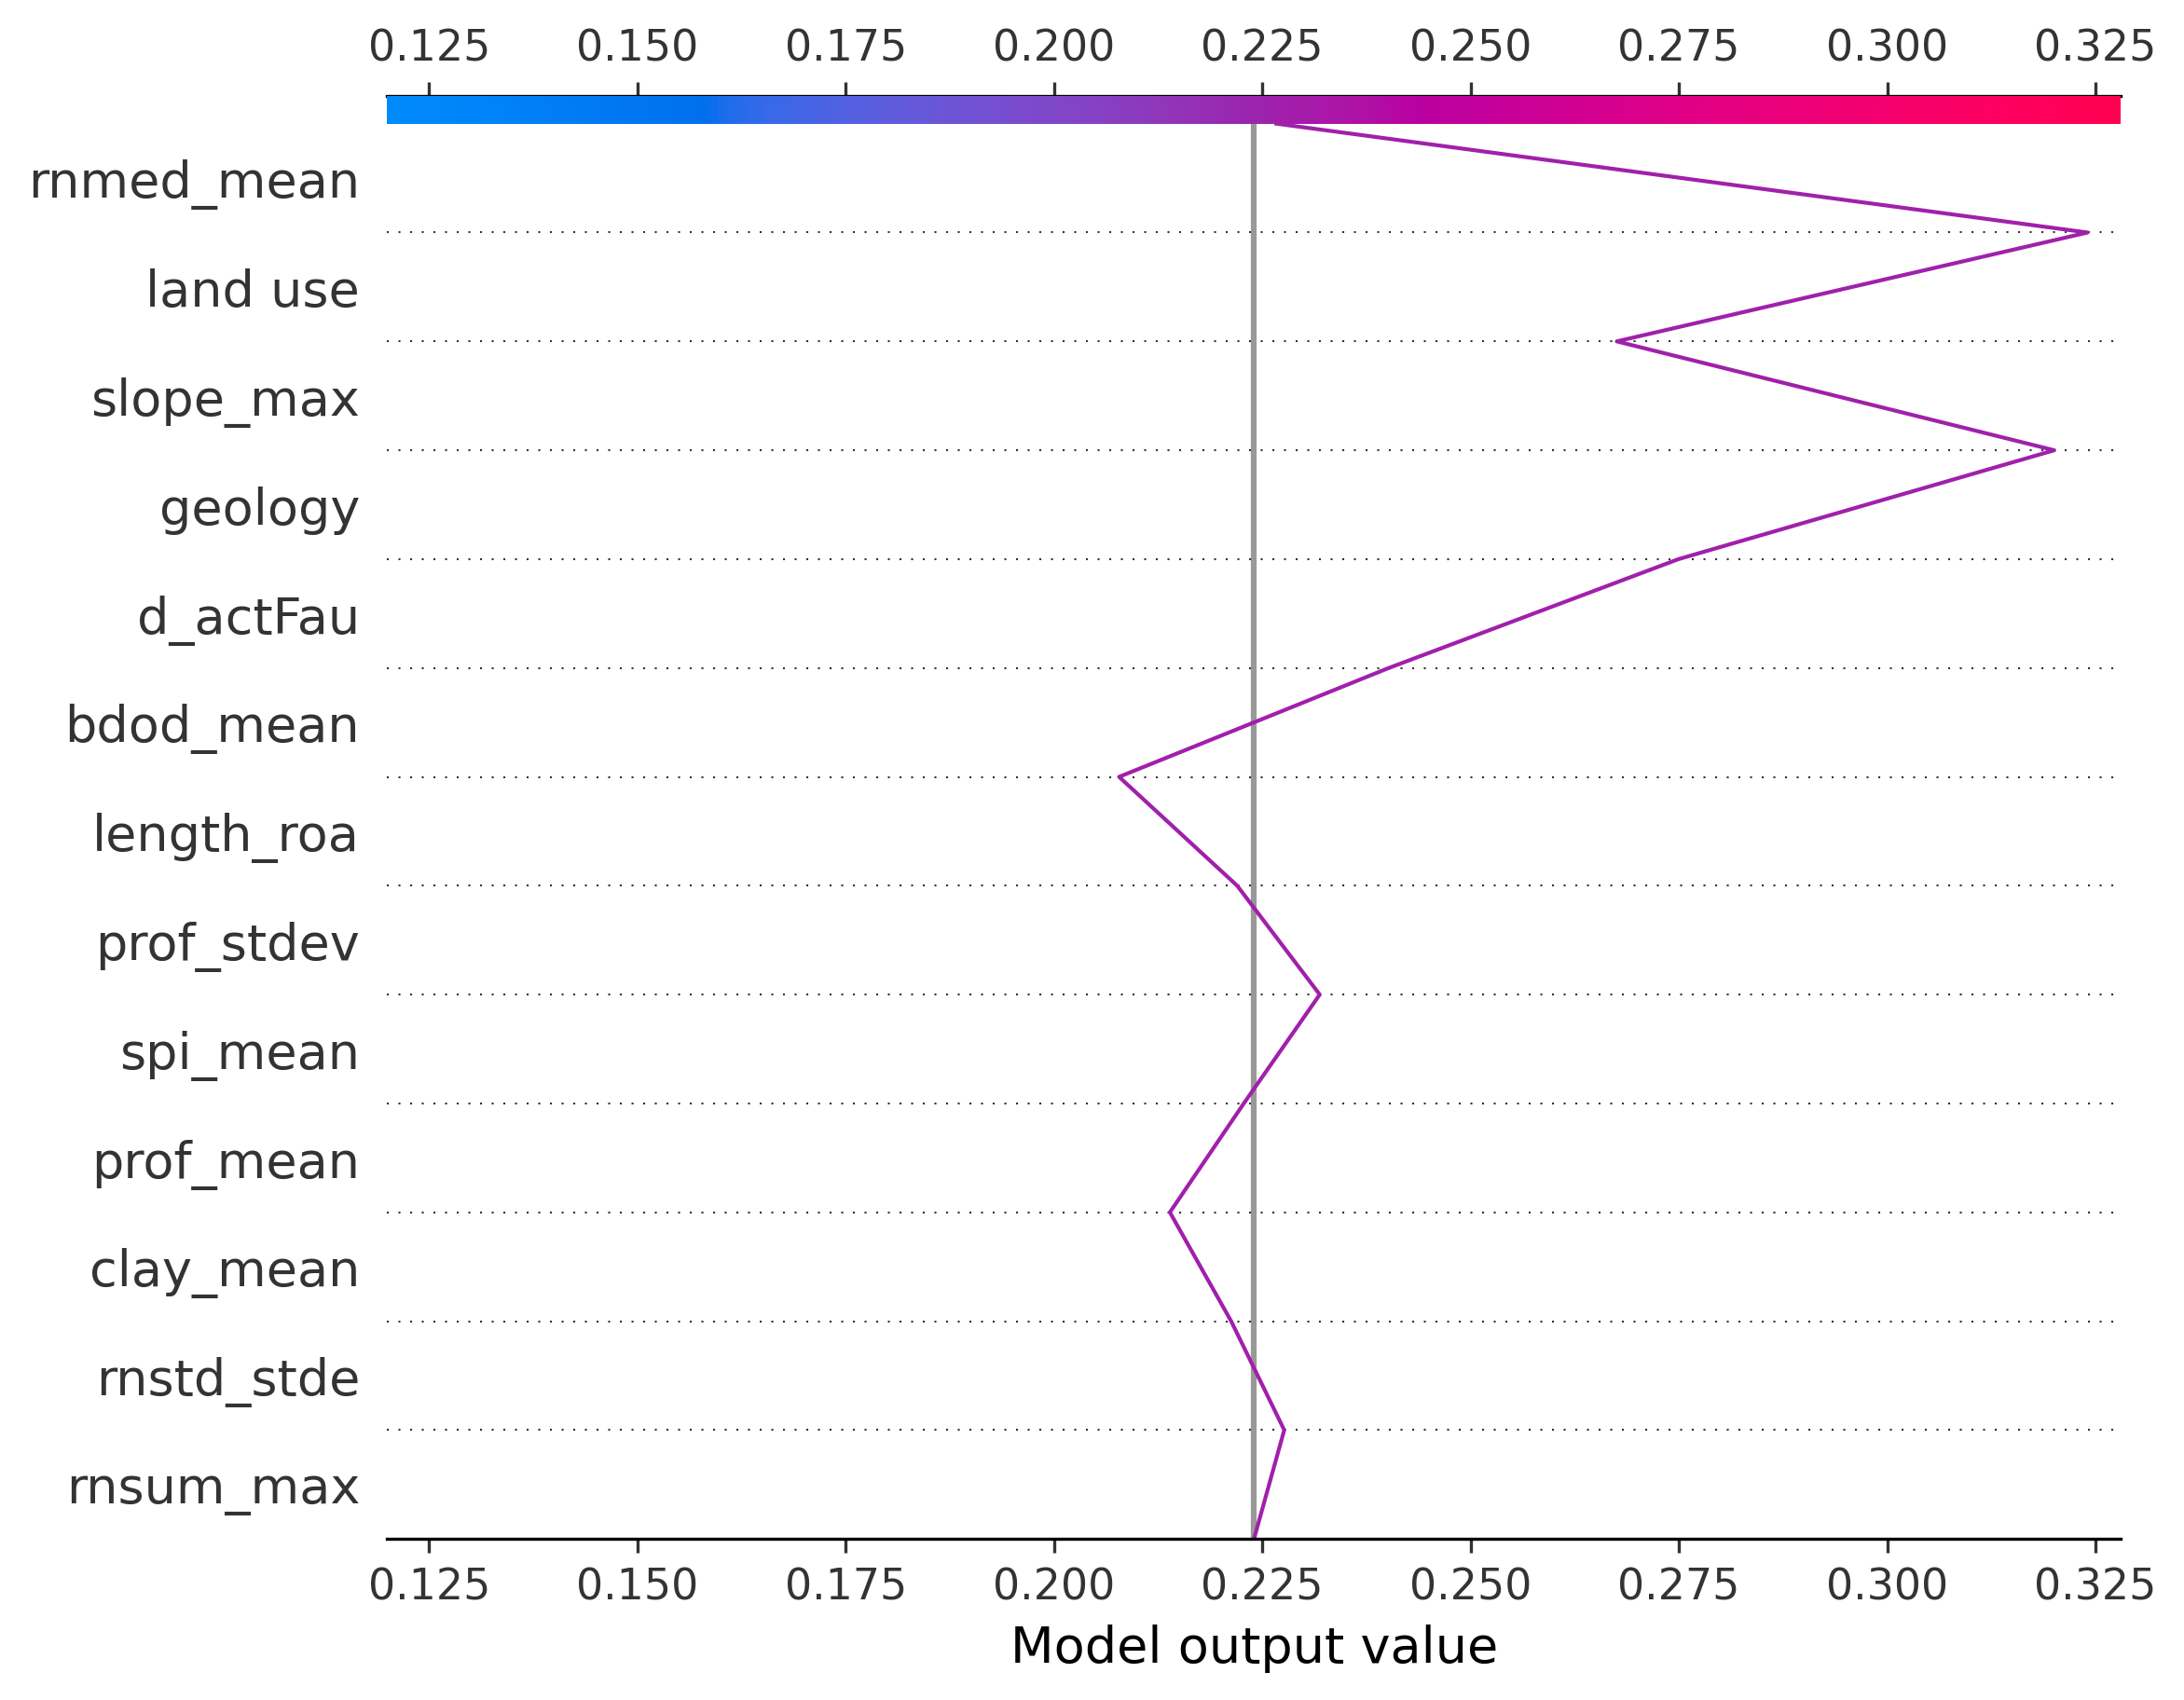 0.125 0.150 0.175 0.200 0.225 0.250 0.275 0.300 0.325
rnmed_mean
land use
slope_max
geology
d_actFau
bdod_mean
length_roa
prof_stdev
spi_mean
prof_mean
clay_mean
rnstd_stde
rnsum_max
0.125 0.150 0.175 0.200 0.225 0.250 0.275 0.300 0.325
Model output value